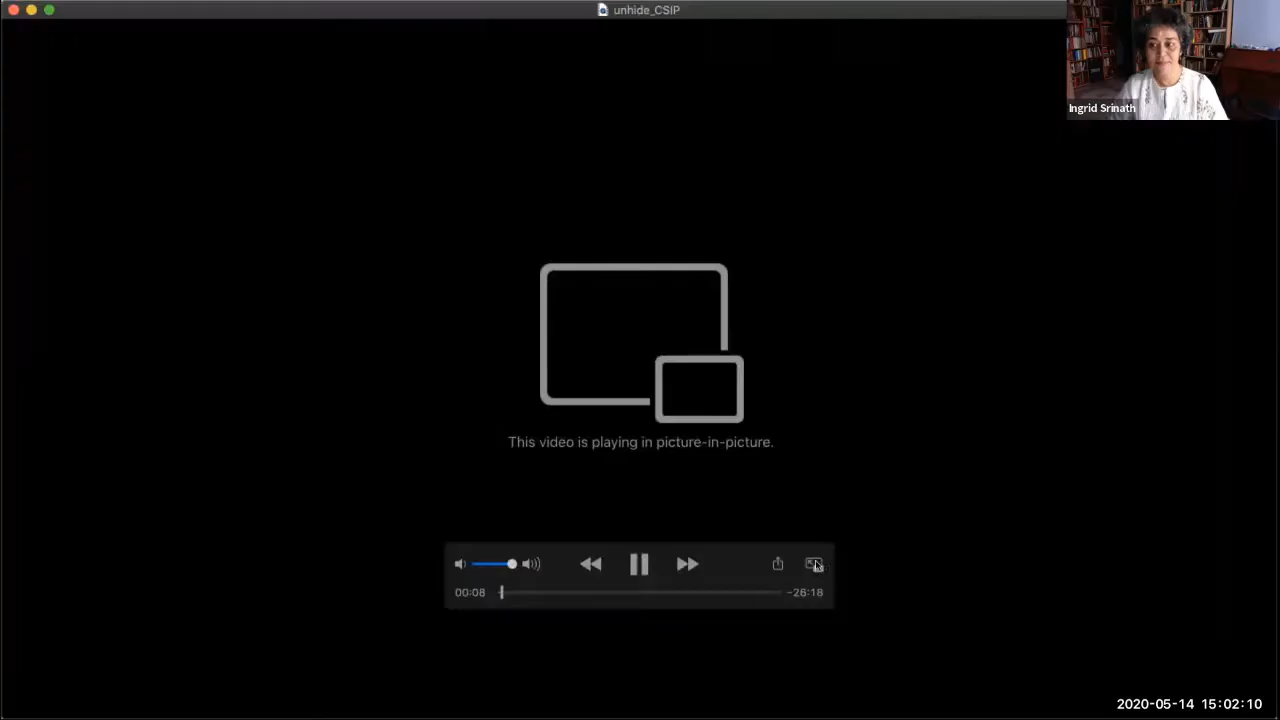 unhide_CSIP
Ingrid Srinath
This video is playing in picture-in-picture.
00:08
-26:18
2020-05-14 15:02:10